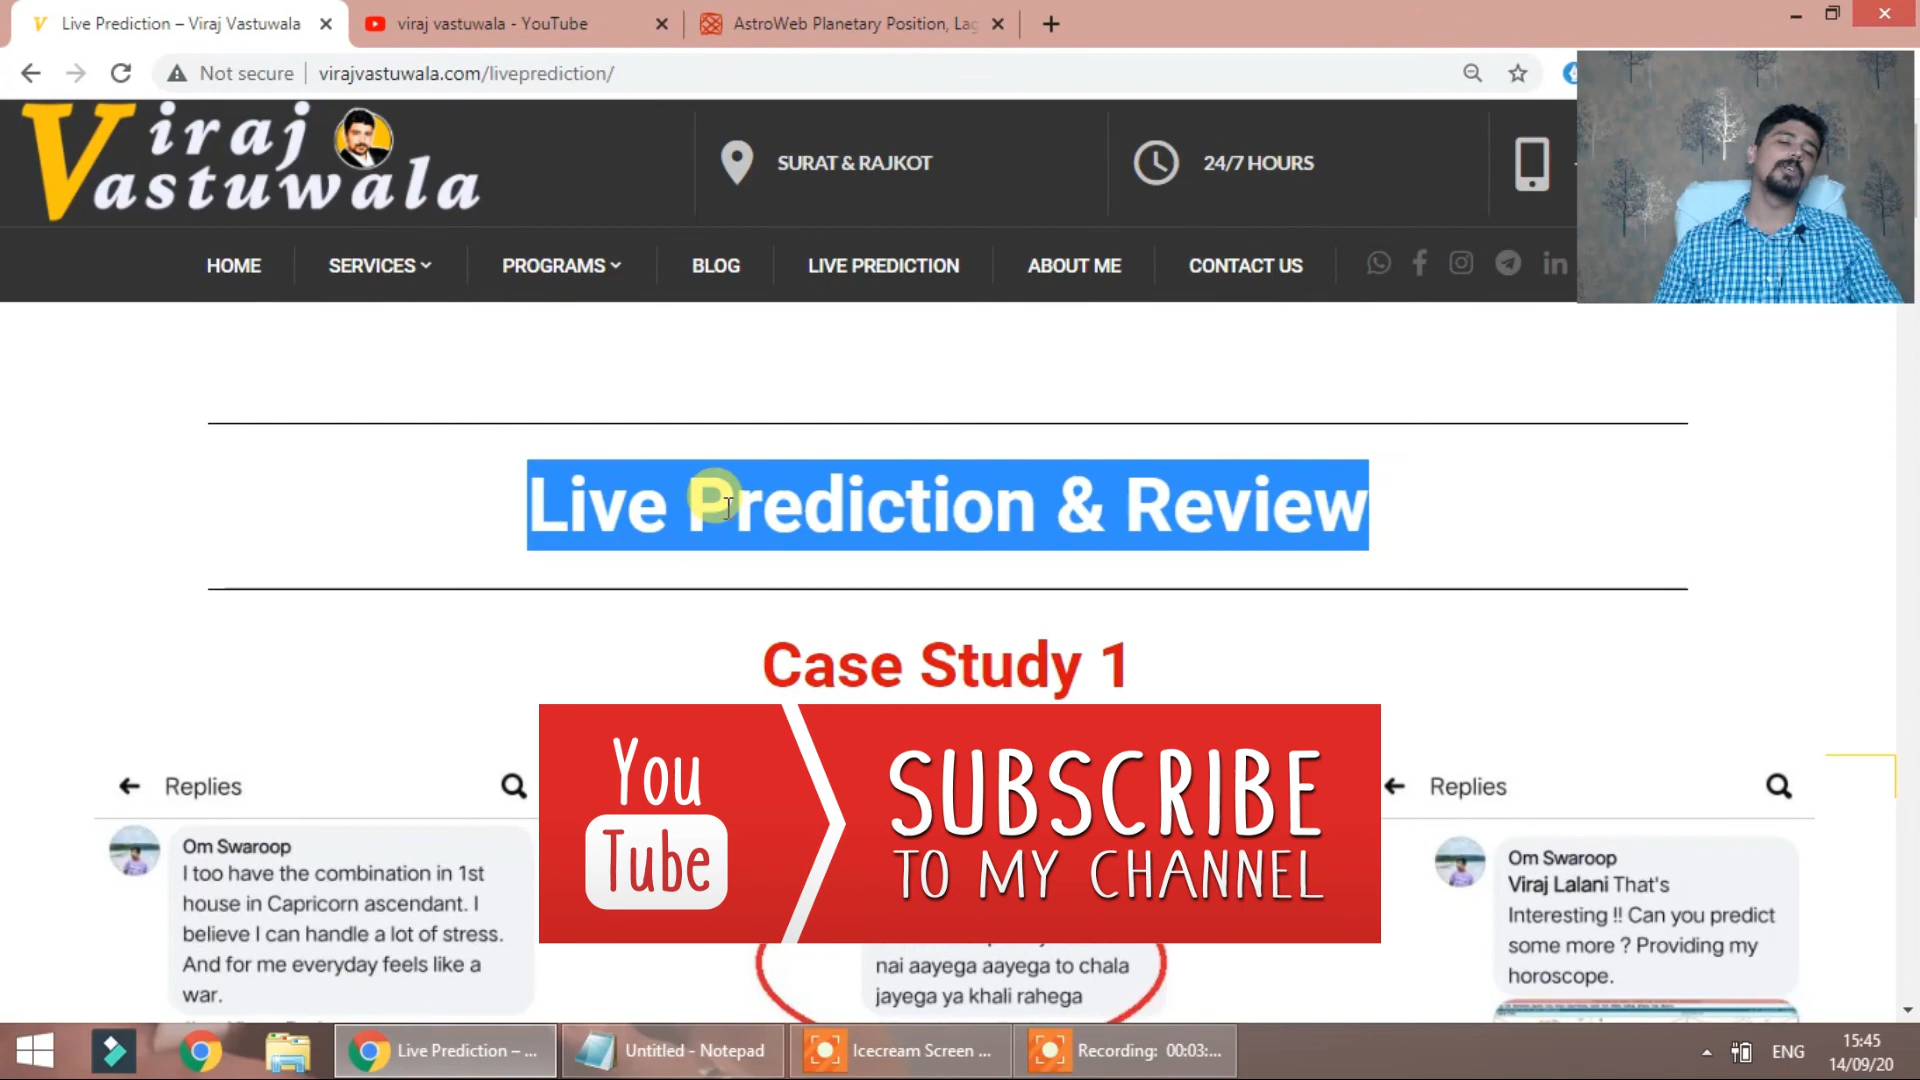 Live Prediction – Viraj Vastuwala
viraj vastuwala - YouTube
AstroWeb Planetary Position, Lag
Not secure
virajvastuwala.com/liveprediction/
Viraj
Vastuwala
SURAT & RAJKOT
24/7 HOURS
HOME
SERVICES
PROGRAMS
BLOG
LIVE PREDICTION
ABOUT ME
CONTACT US
Live Prediction & Review
Case Study 1
You
Tube
SUBSCRIBE
TO MY CHANNEL
Replies
Om Swaroop
I too have the combination in 1st
house in Capricorn ascendant. I
believe I can handle a lot of stress.
And for me everyday feels like a
war.
nai aayega aayega to chala
jayega ya khali rahega
Replies
Om Swaroop
Viraj Lalani That's
Interesting !! Can you predict
some more ? Providing my
horoscope.
Live Prediction – ...
Untitled - Notepad
Icecream Screen ...
Recording: 00:03:...
ENG
15:45
14/09/20